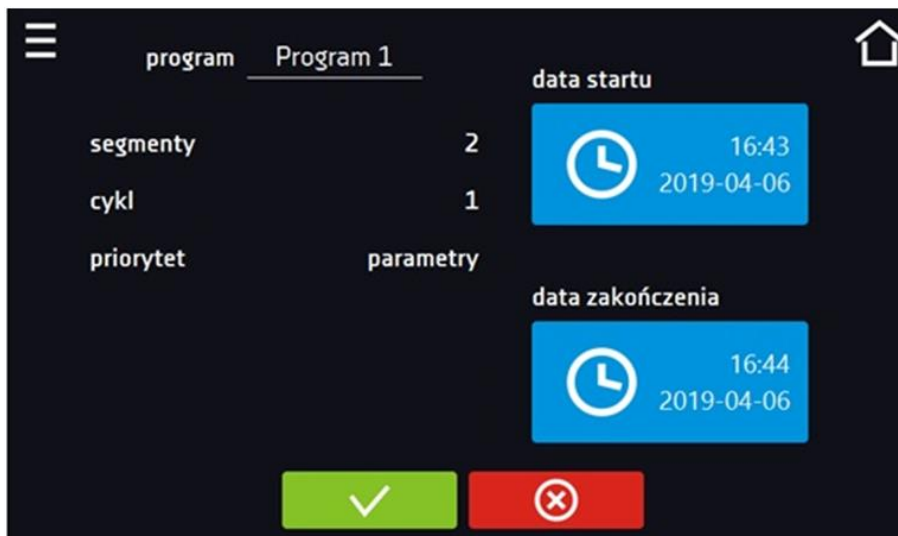 program Program 1
segmenty 2
cykl 1
priorytet parametry
data startu
16:43
2019-04-06
data zakończenia
16:44
2019-04-06